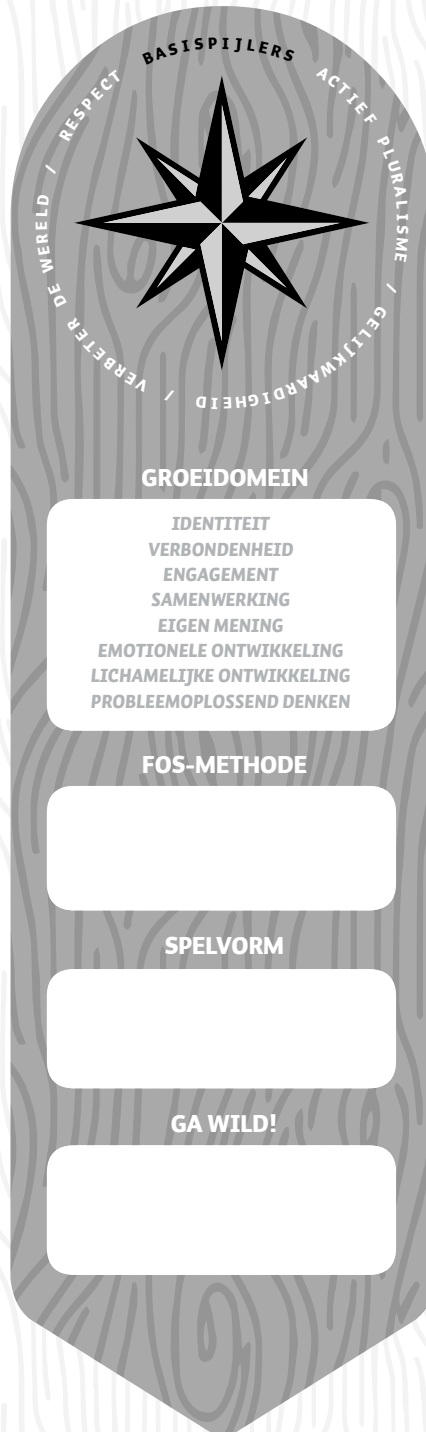 BASISPIJLERS
ACTIEF PLURALISME / GELIJKWAARDIGHEID / VERBETER DE WERELD / RESPECT
GROEIDOMEIN
IDENTITEIT
VERBONDENHEID
ENGAGEMENT
SAMENWERKING
EIGEN MENING
EMOTIONELE ONTWIKKELING
LICHAMELIJKE ONTWIKKELING
PROBLEEMOPLOSSEND DENKEN
FOS-METHODE
SPELVORM
GA WILD!